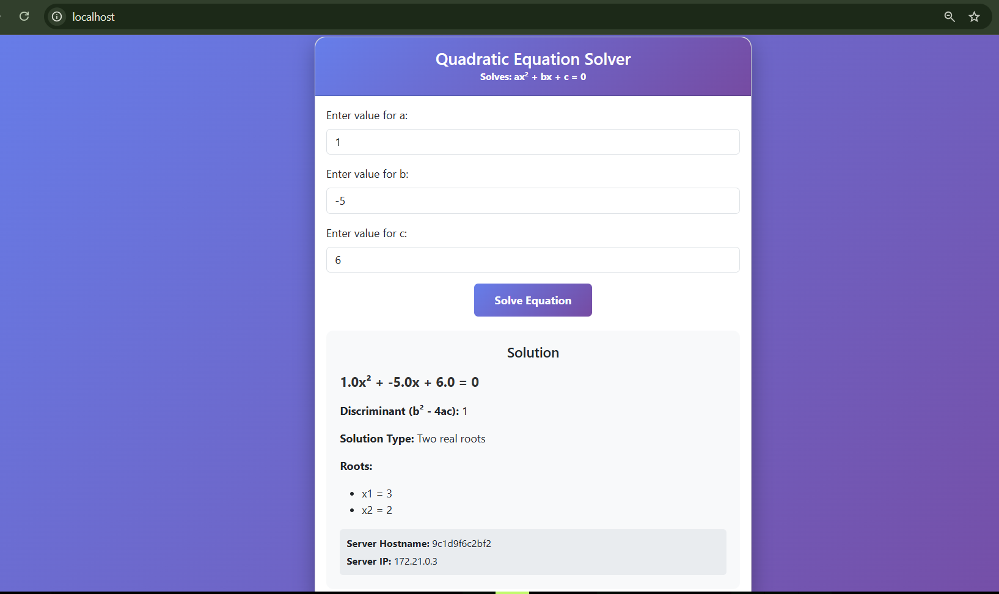 localhost
Quadratic Equation Solver
Solves: ax² + bx + c = 0
Enter value for a:
1
Enter value for b:
-5
Enter value for c:
6
Solve Equation
Solution
1.0x² + -5.0x + 6.0 = 0
Discriminant (b² - 4ac): 1
Solution Type: Two real roots
Roots:
• x1 = 3
• x2 = 2
Server Hostname: 9c1d9f6c2bf2
Server IP: 172.21.0.3